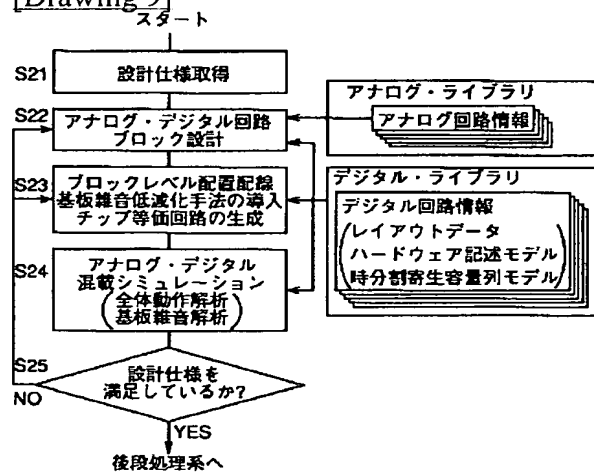 [Drawing 9]
スタート
S21
設計仕様取得
S22
アナログ・デジタル回路
ブロック設計
アナログ・ライブラリ
アナログ回路情報
S23
ブロックレベル配置配線
基板雑音低減化手法の導入
チップ等価回路の生成
デジタル・ライブラリ
デジタル回路情報
レイアウトデータ
ハードウェア記述モデル
時分割寄生容量列モデル
S24
アナログ・デジタル
混載シミュレーション
全体動作解析
基板雑音解析
S25
設計仕様を
満足しているか?
NO
YES
後段処理系へ